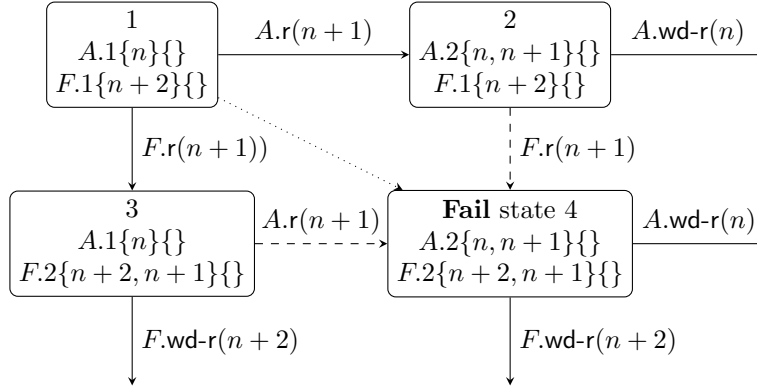 1
A.1{n}{}
F.1{n+2}{}
A.r(n+1)
2
A.2{n, n+1}{}
F.1{n+2}{}
A.wd-r(n)
F.r(n+1))
F.r(n+1)
3
A.1{n}{}
F.2{n+2, n+1}{}
A.r(n+1)
Fail state 4
A.2{n, n+1}{}
F.2{n+2, n+1}{}
A.wd-r(n)
F.wd-r(n+2)
F.wd-r(n+2)